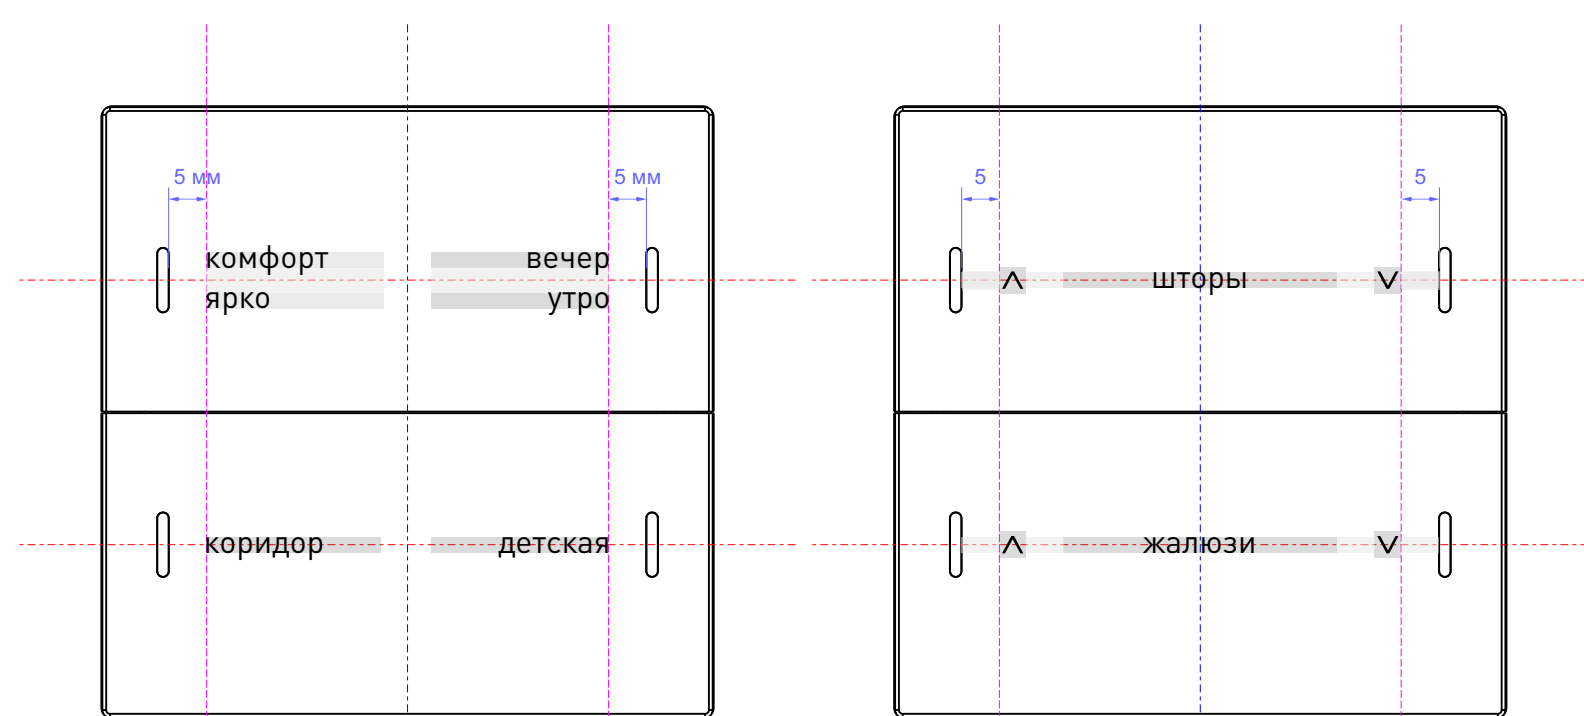 5 мм 5 мм
комфорт вечер
ярко утро
коридор детская
5 5
шторы
жалюзи